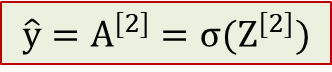 ŷ = A[2] = σ(Z[2])